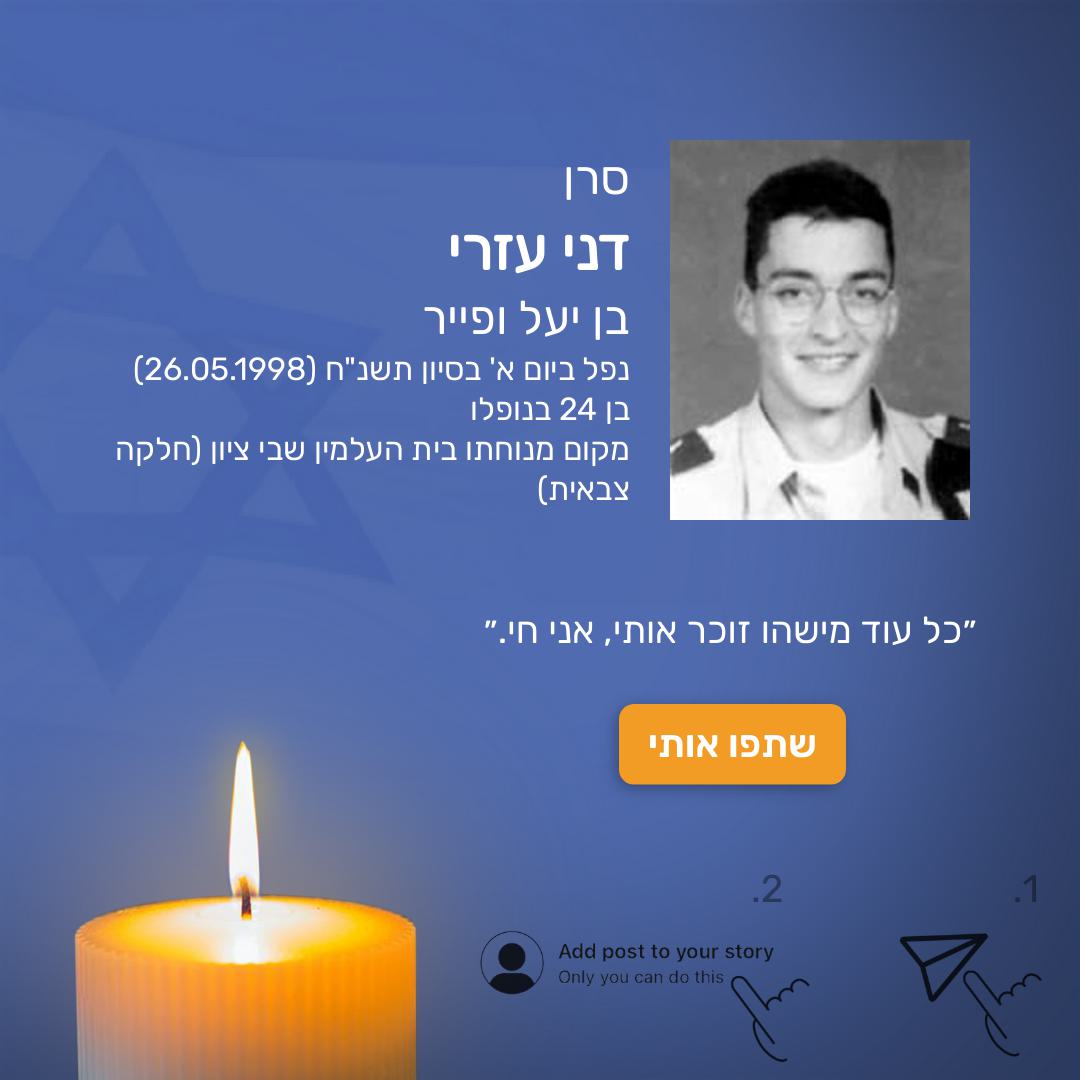 סרן
דני עזרי
בן יעל ופייר
נפל ביום א' בסיון תשנ"ח (26.05.1998)
בן 24 בנופלו
מקום מנוחתו בית העלמין שבי ציון (חלקה
צבאית)
״כל עוד מישהו זוכר אותי, אני חי.״
שתפו אותי
1.
2.
Add post to your story
Only you can do this